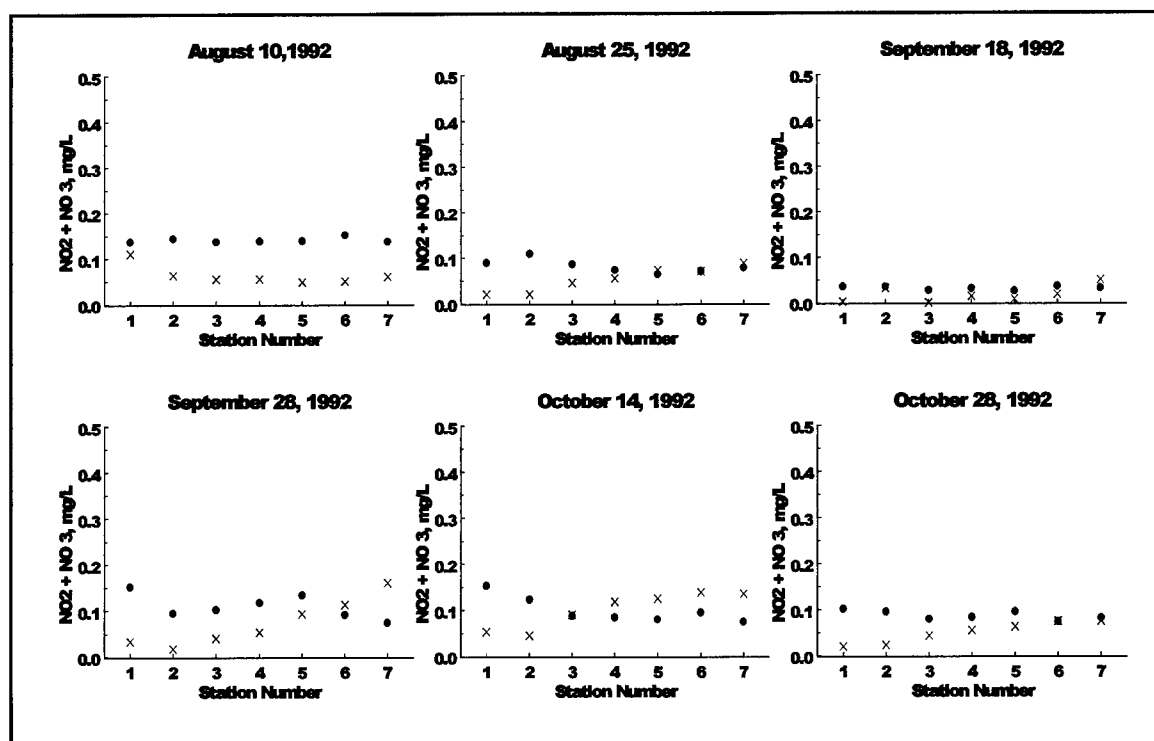 August 10,1992
0.5
0.4
0.3
0.2
0.1
0.0
NO2 + NO 3, mg/L
1 2 3 4 5 6 7
Station Number
August 25, 1992
0.5
0.4
0.3
0.2
0.1
0.0
NO2 + NO 3, mg/L
1 2 3 4 5 6 7
Station Number
September 18, 1992
0.5
0.4
0.3
0.2
0.1
0.0
NO2 + NO 3, mg/L
1 2 3 4 5 6 7
Station Number
September 28, 1992
0.5
0.4
0.3
0.2
0.1
0.0
NO2 + NO 3, mg/L
1 2 3 4 5 6 7
Station Number
October 14, 1992
0.5
0.4
0.3
0.2
0.1
0.0
NO2 + NO 3, mg/L
1 2 3 4 5 6 7
Station Number
October 28, 1992
0.5
0.4
0.3
0.2
0.1
0.0
NO2 + NO 3, mg/L
1 2 3 4 5 6 7
Station Number